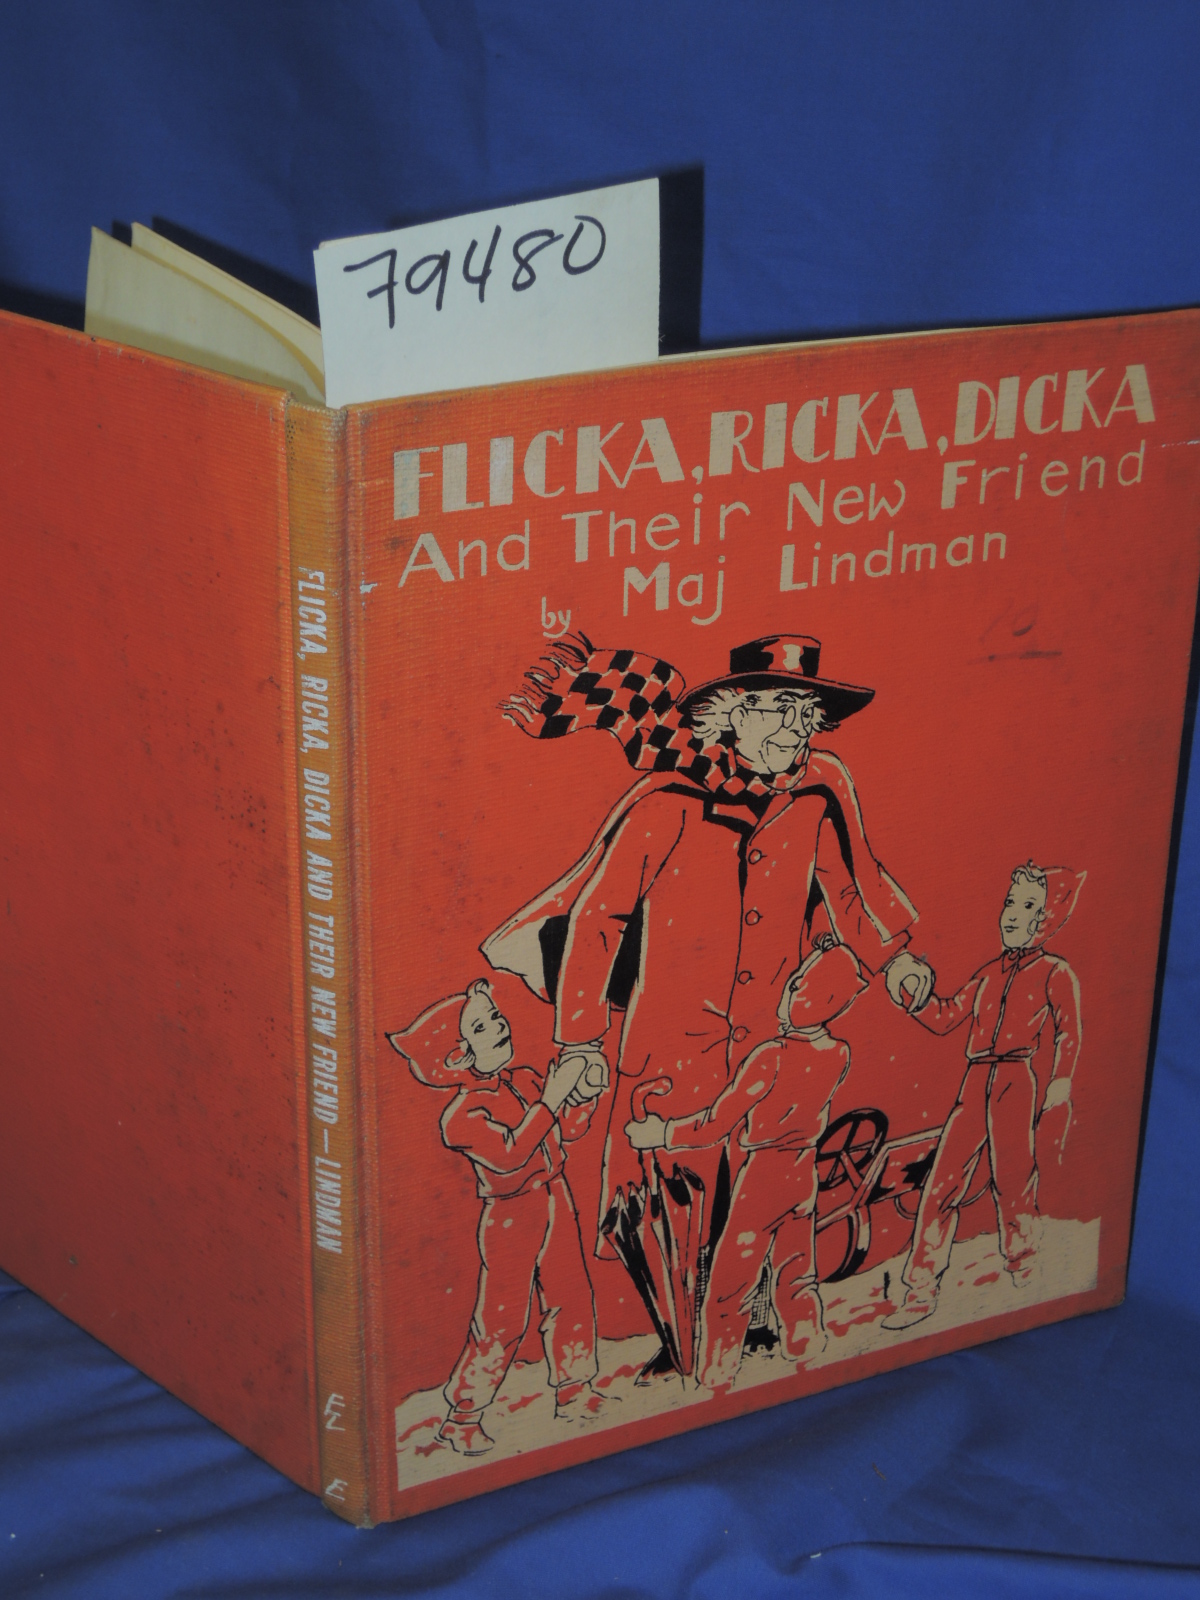 79480
FLICKA, RICKA, DICKA
And Their New Friend
by Maj Lindman
FLICKA, RICKA, DICKA AND THEIR NEW FRIEND—LINDMAN
E